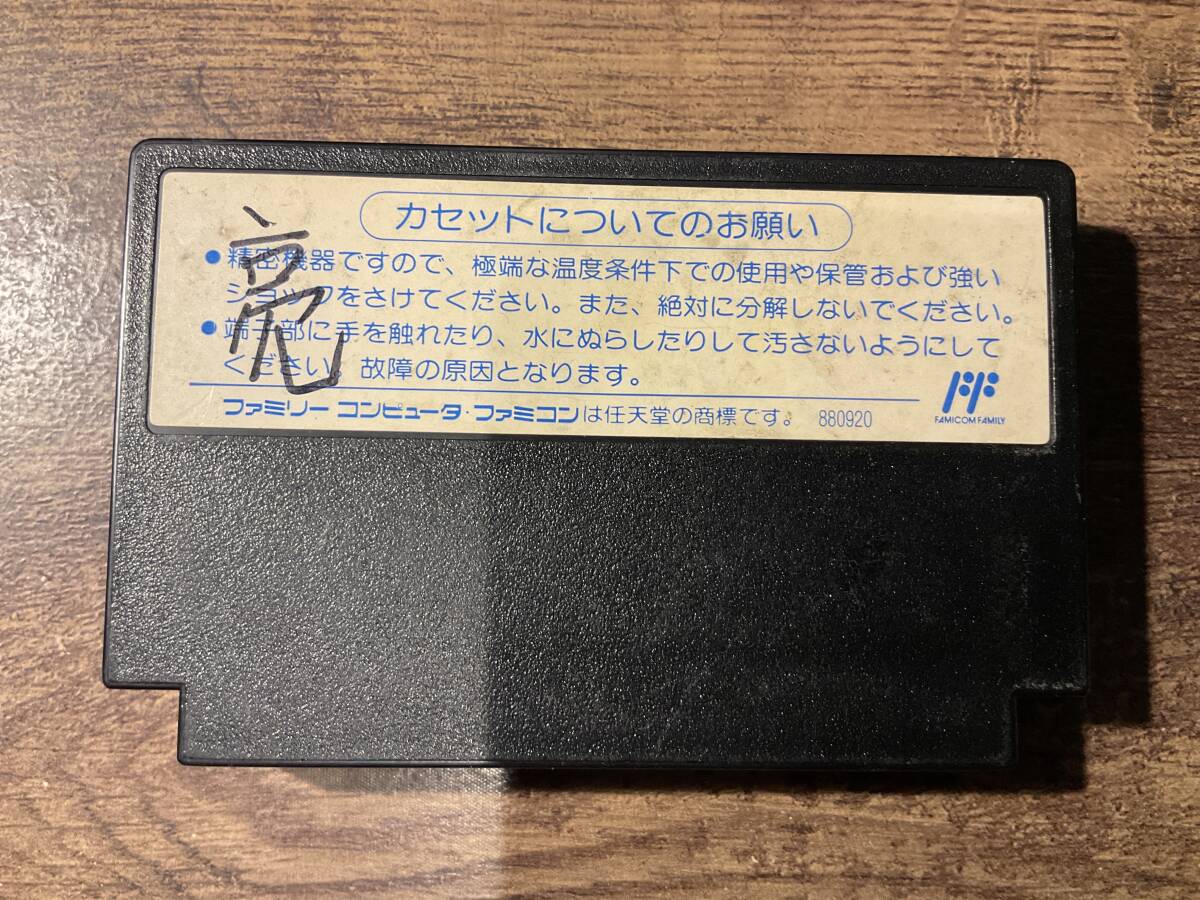 カセットについてのお願い
亮
●精密機器ですので、極端な温度条件下での使用や保管および強い
ショックをさけてください。また、絶対に分解しないでください。
●端子部に手を触れたり、水にぬらしたりして汚さないようにして
ください。故障の原因となります。
ファミリー コンピュータ・ファミコンは任天堂の商標です。 880920
FAMICOM FAMILY